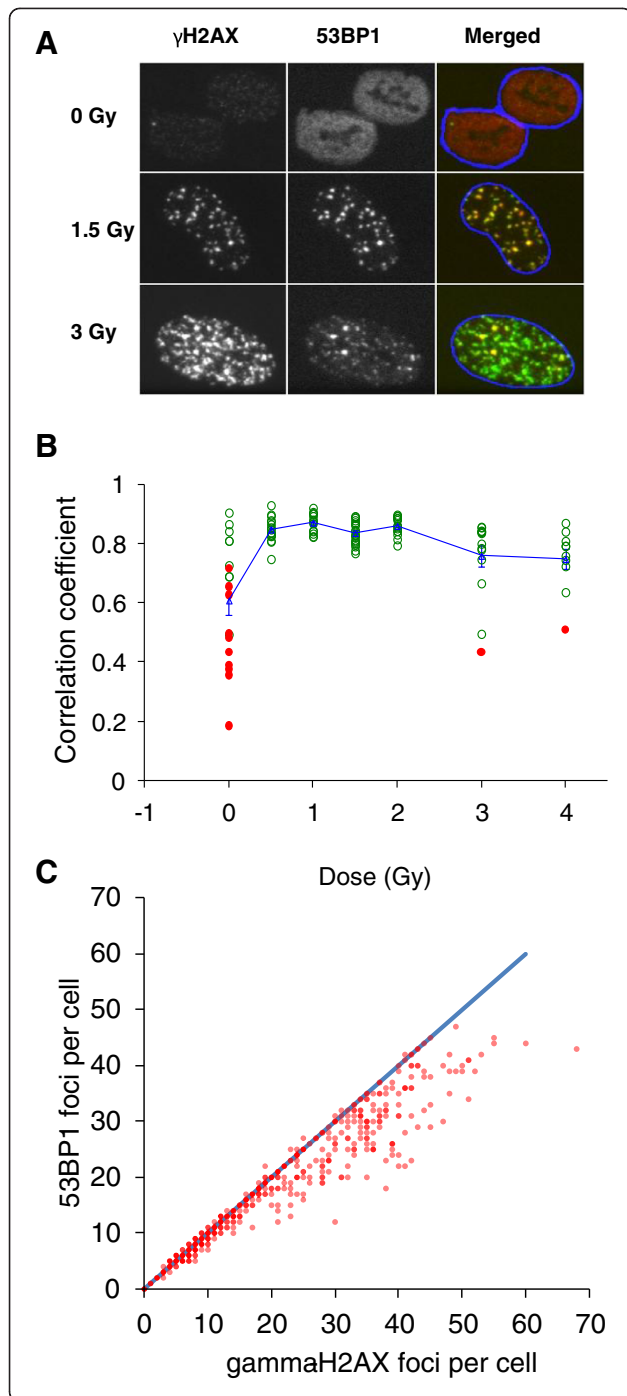 A
γH2AX 53BP1 Merged
0 Gy
1.5 Gy
3 Gy
B
Correlation coefficient
1
0.8
0.6
0.4
0.2
0
-1 0 1 2 3 4
Dose (Gy)
C
53BP1 foci per cell
70
60
50
40
30
20
10
0
0 10 20 30 40 50 60 70
gammaH2AX foci per cell